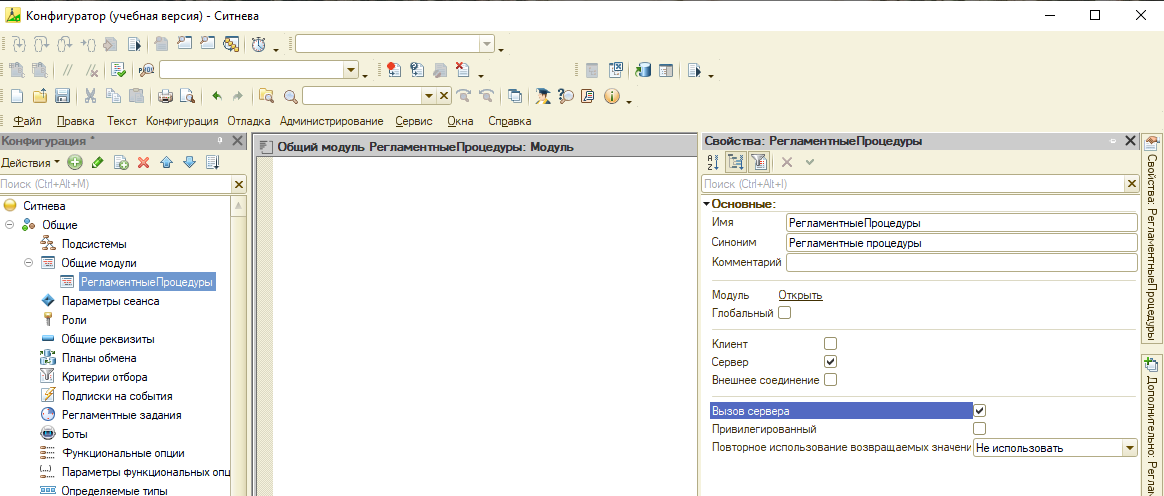 Конфигуратор (учебная версия) - Ситнева
Файл Правка Текст Конфигурация Отладка Администрирование Сервис Окна Справка
Конфигурация *
Действия
Поиск (Ctrl+Alt+M)
Ситнева
Общие
Подсистемы
Общие модули
РегламентныеПроцедуры
Параметры сеанса
Роли
Общие реквизиты
Планы обмена
Критерии отбора
Подписки на события
Регламентные задания
Боты
Функциональные опции
Параметры функциональных опц
Определяемые типы
Общий модуль РегламентныеПроцедуры: Модуль
Свойства: РегламентныеПроцедуры
Поиск (Ctrl+Alt+I)
Основные:
Имя РегламентныеПроцедуры
Синоним Регламентные процедуры
Комментарий
Модуль Открыть
Глобальный
Клиент
Сервер
Внешнее соединение
Вызов сервера
Привилегированный
Повторное использование возвращаемых значени Не использовать
Свойства: РегламентныеПроцедуры
Дополнительно: Реглам